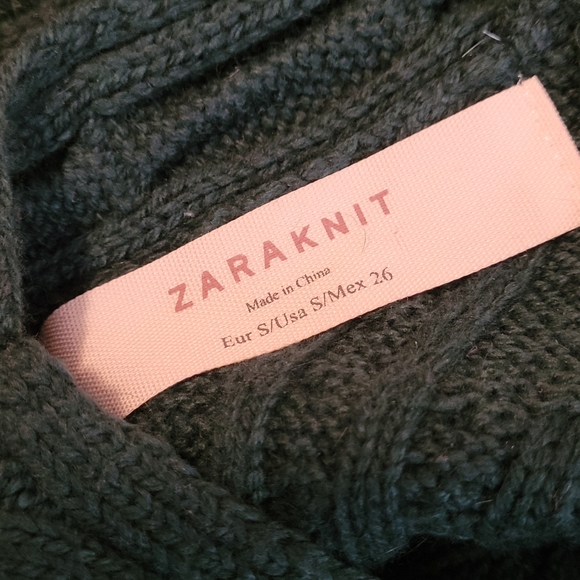 ZARAKNIT
Made in China
Eur S/Usa S/Mex 26